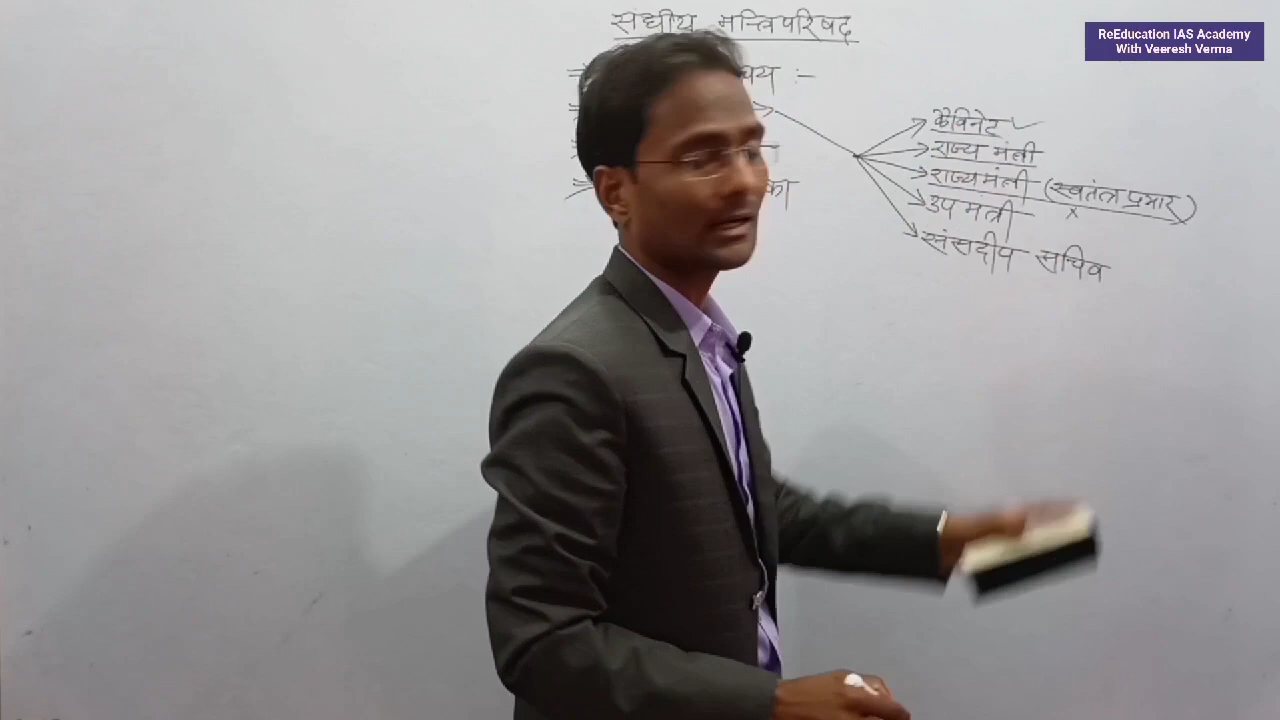 ReEducation IAS Academy
With Veeresh Verma
संघीय मन्त्रिपरिषद
:-
कैविनेट ✓
राज्य मंत्री
राज्यमंत्री (स्वतंत्र प्रभार)
उप मंत्री x
संसदीय सचिव
का